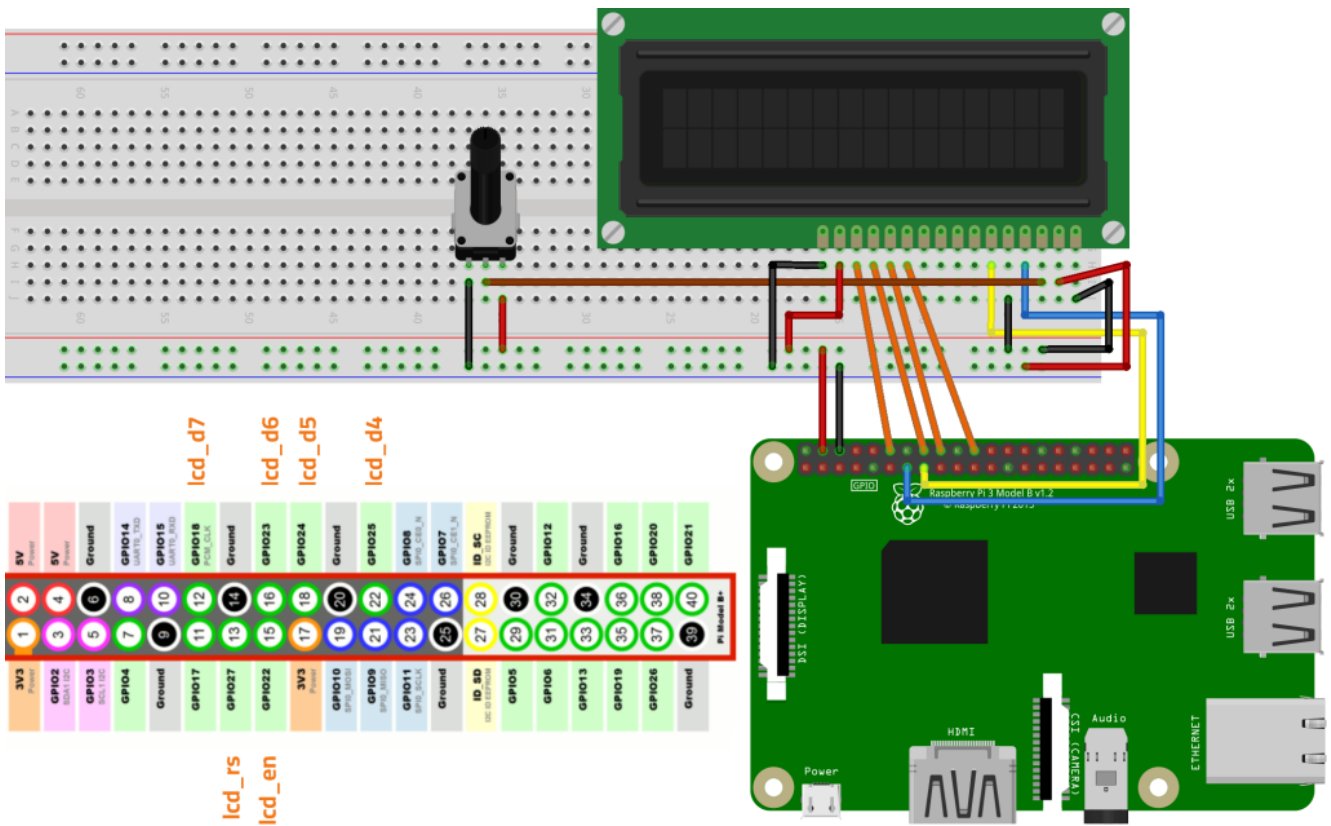 60
55
50
45
40
35
30
A
B
C
D
E
F
G
H
I
J
60
55
50
45
40
35
30
25
20
lcd_d7
lcd_d6
lcd_d5
lcd_d4
5V Power
5V Power
Ground
GPIO14 UART0_TXD
GPIO15 UART0_RXD
GPIO18 PCM_CLK
Ground
GPIO23
GPIO24
Ground
GPIO25
GPIO8 SPI0_CE0_N
GPIO7 SPI0_CE1_N
ID_SC I2C ID EEPROM
Ground
GPIO12
Ground
GPIO16
GPIO20
GPIO21
2 4 6 8 10 12 14 16 18 20 22 24 26 28 30 32 34 36 38 40
1 3 5 7 9 11 13 15 17 19 21 23 25 27 29 31 33 35 37 39
Pi Model B+
3V3 Power
GPIO2 SDA1 I2C
GPIO3 SCL1 I2C
GPIO4
Ground
GPIO17
GPIO27
GPIO22
3V3 Power
GPIO10 SPI0_MOSI
GPIO9 SPI0_MISO
GPIO11 SPI0_SCLK
Ground
ID_SD I2C ID EEPROM
GPIO5
GPIO6
GPIO13
GPIO19
GPIO26
Ground
lcd_rs
lcd_en
GPIO
Raspberry Pi 3 Model B v1.2
© Raspberry Pi 2015
DSI (DISPLAY)
USB 2x
USB 2x
ETHERNET
Power
HDMI
CSI (CAMERA)
Audio